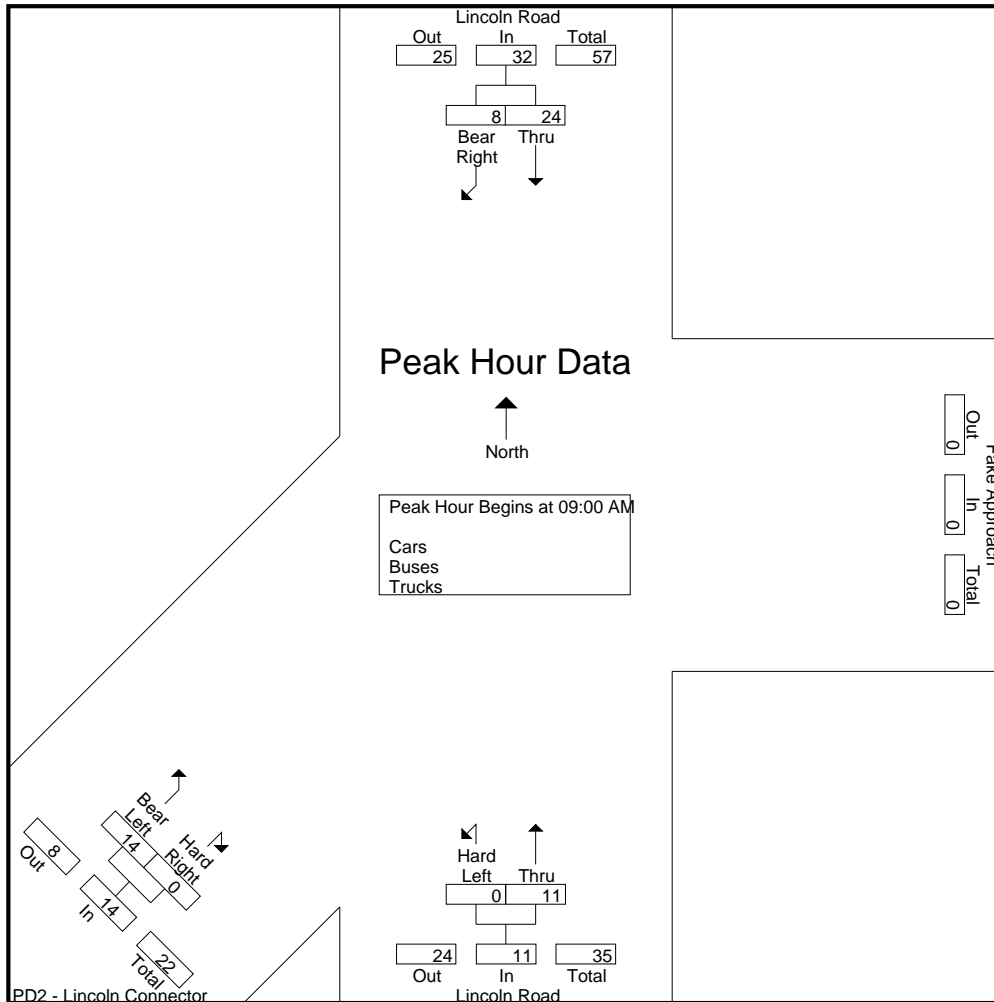 Lincoln Road
Out In Total
25 32 57
8 24
Bear Right Thru
Peak Hour Data
North
Peak Hour Begins at 09:00 AM
Cars
Buses
Trucks
Fake Approach
Out In Total
0 0 0
Bear Left Hard Right
14 0
8 14 22
Out In Total
PD2 - Lincoln Connector
Hard Left Thru
0 11
24 11 35
Out In Total
Lincoln Road